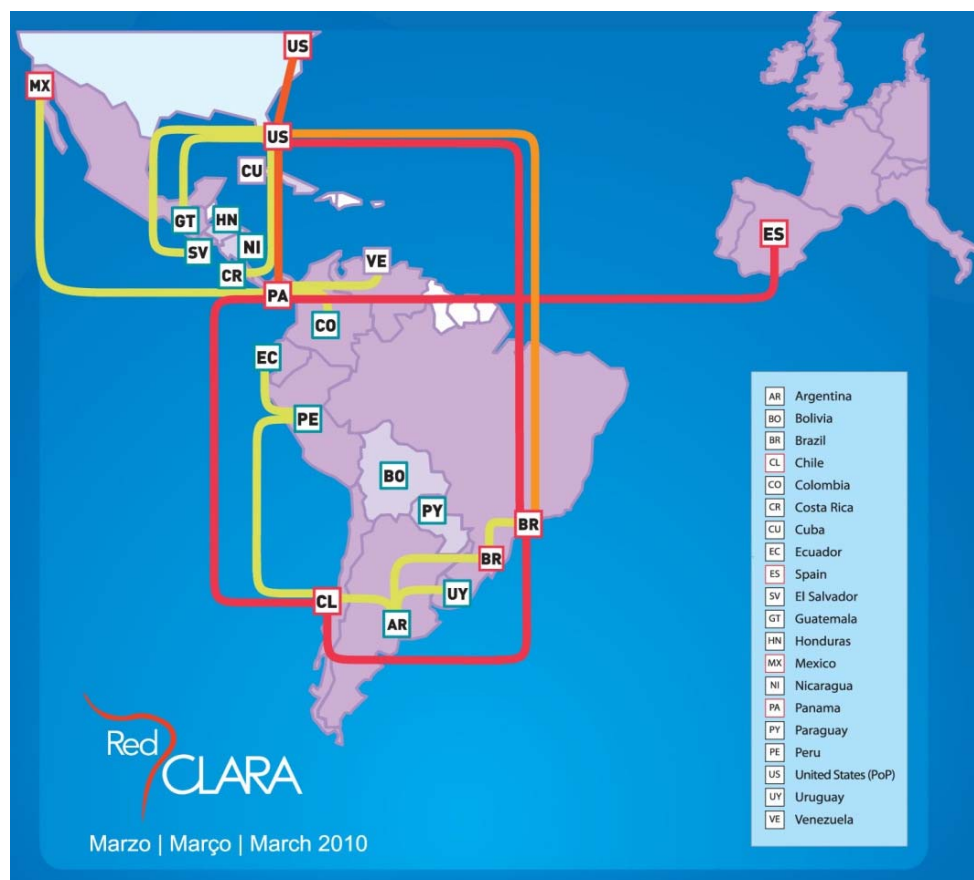 US
MX
US
CU
GT
HN
SV
NI
CR
VE
ES
PA
CO
EC
PE
BO
PY
BR
BR
CL
UY
AR
AR Argentina
BO Bolivia
BR Brazil
CL Chile
CO Colombia
CR Costa Rica
CU Cuba
EC Ecuador
ES Spain
SV El Salvador
GT Guatemala
HN Honduras
MX Mexico
NI Nicaragua
PA Panama
PY Paraguay
PE Peru
US United States (PoP)
UY Uruguay
VE Venezuela
Red
CLARA
Marzo | Março | March 2010